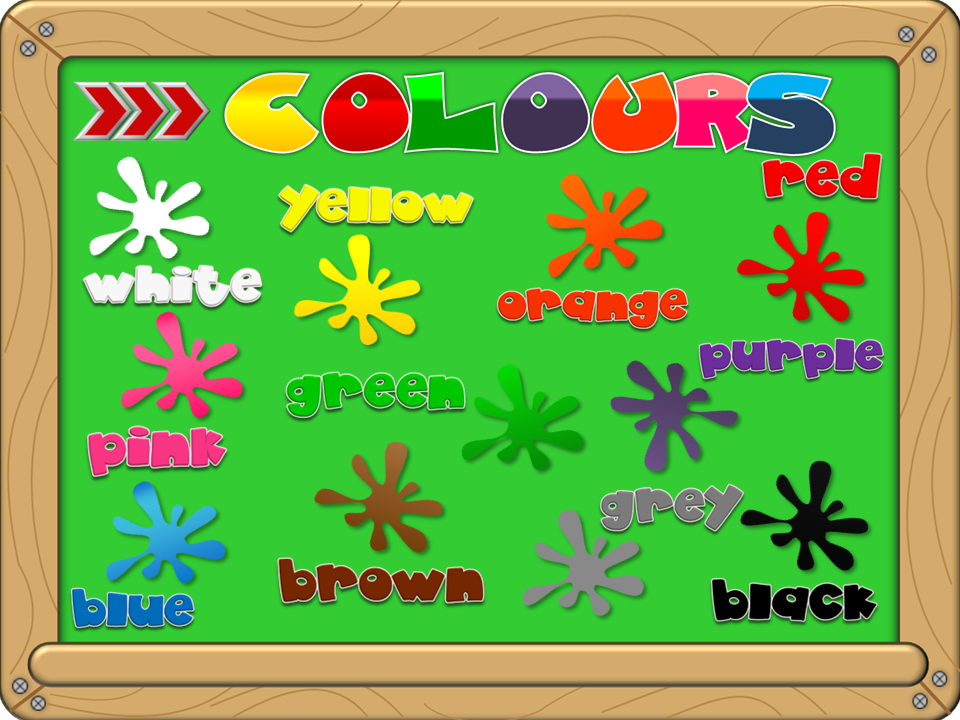 COLOURS
red
yellow
white
orange
purple
green
pink
grey
brown
blue
black